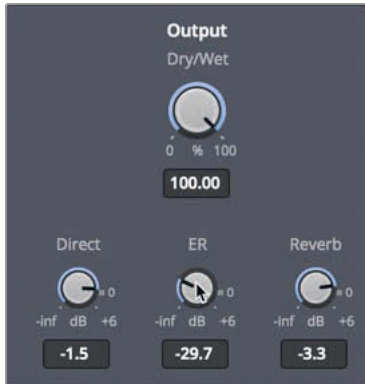 Output
Dry/Wet
0 % 100
100.00
Direct ER Reverb
0 0 0
-inf dB +6 -inf dB +6 -inf dB +6
-1.5 -29.7 -3.3